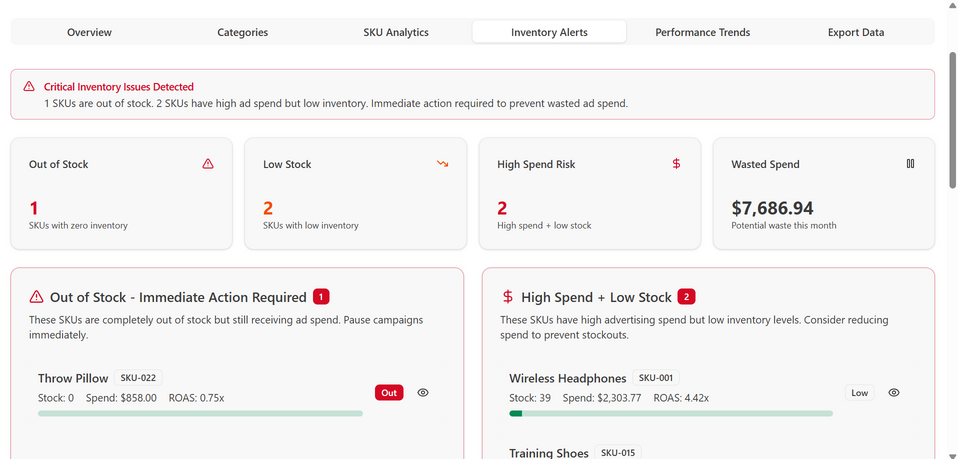 Overview Categories SKU Analytics Inventory Alerts Performance Trends Export Data
Critical Inventory Issues Detected
1 SKUs are out of stock. 2 SKUs have high ad spend but low inventory. Immediate action required to prevent wasted ad spend.
Out of Stock
1
SKUs with zero inventory
Low Stock
2
SKUs with low inventory
High Spend Risk
$
2
High spend + low stock
Wasted Spend
$7,686.94
Potential waste this month
Out of Stock - Immediate Action Required 1
These SKUs are completely out of stock but still receiving ad spend. Pause campaigns
immediately.
Throw Pillow SKU-022
Stock: 0 Spend: $858.00 ROAS: 0.75x
Out
$ High Spend + Low Stock 2
These SKUs have high advertising spend but low inventory levels. Consider reducing
spend to prevent stockouts.
Wireless Headphones SKU-001
Stock: 39 Spend: $2,303.77 ROAS: 4.42x
Low
Training Shoes SKU-015